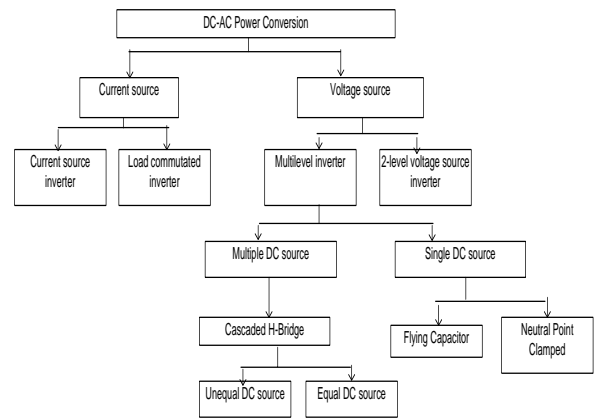 DC-AC Power Conversion
Current source
Voltage source
Current source
inverter
Load commutated
inverter
Multilevel inverter
2-level voltage source
inverter
Multiple DC source
Single DC source
Cascaded H-Bridge
Flying Capacitor
Neutral Point
Clamped
Unequal DC source
Equal DC source